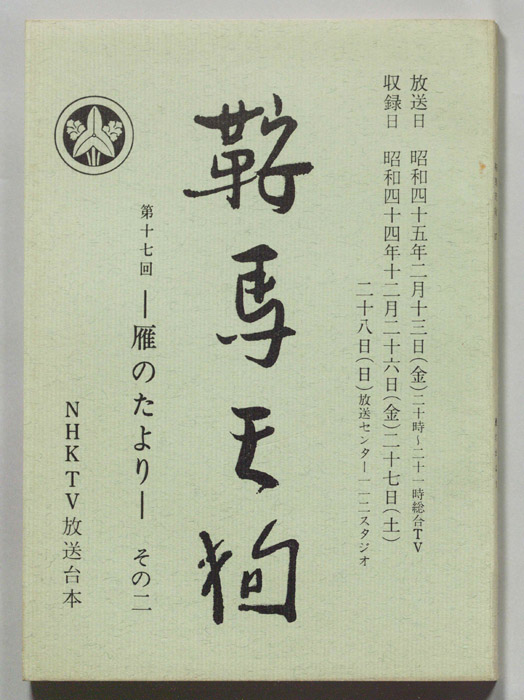 放送日　昭和四十五年二月十三日(金)二十時〜二十一時総合TV
収録日　昭和四十四年十二月二十六日(金)二十七日(土)
二十八日(日)放送センター一一二スタジオ
鞍馬天狗
第十七回　―雁のたより―　その二
NHKTV放送台本